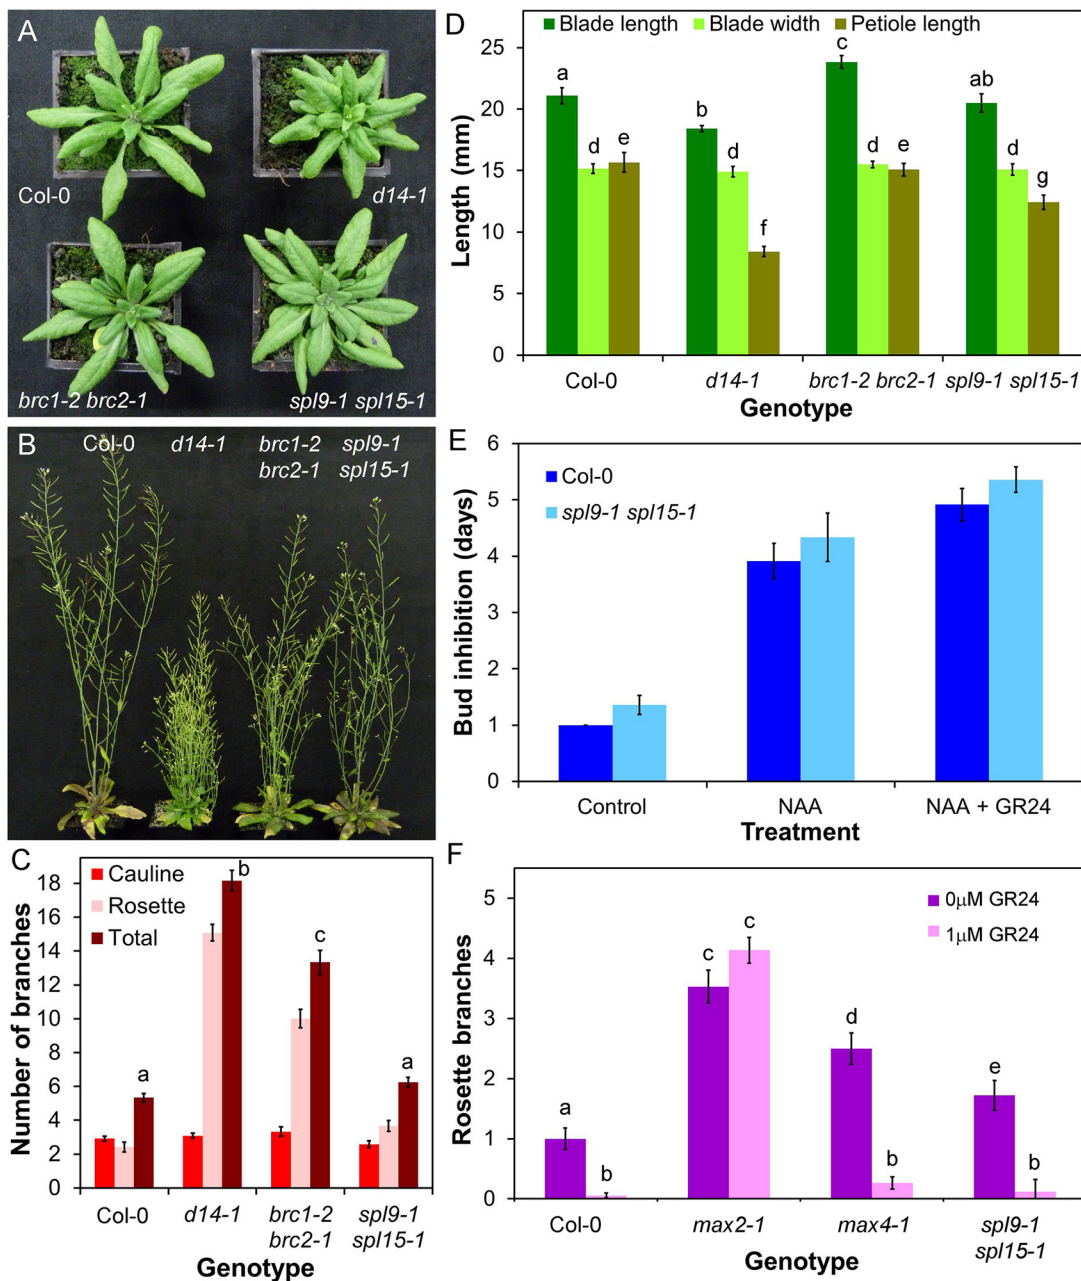 A
Col-0
d14-1
brc1-2 brc2-1
spl9-1 spl15-1
B
Col-0
d14-1
brc1-2
brc2-1
spl9-1
spl15-1
C
Cauline
Rosette
Total
Number of branches
18
16
14
12
10
8
6
4
2
0
a
b
c
a
Col-0
d14-1
brc1-2
brc2-1
spl9-1
spl15-1
Genotype
D
Blade length
Blade width
Petiole length
Length (mm)
25
20
15
10
5
0
a
d
e
b
d
f
c
d
e
ab
d
g
Col-0
d14-1
brc1-2 brc2-1
spl9-1 spl15-1
Genotype
E
Col-0
spl9-1 spl15-1
Bud inhibition (days)
6
5
4
3
2
1
0
Control
NAA
NAA + GR24
Treatment
F
0µM GR24
1µM GR24
Rosette branches
5
4
3
2
1
0
a
b
c
c
d
b
e
b
Col-0
max2-1
max4-1
spl9-1
spl15-1
Genotype